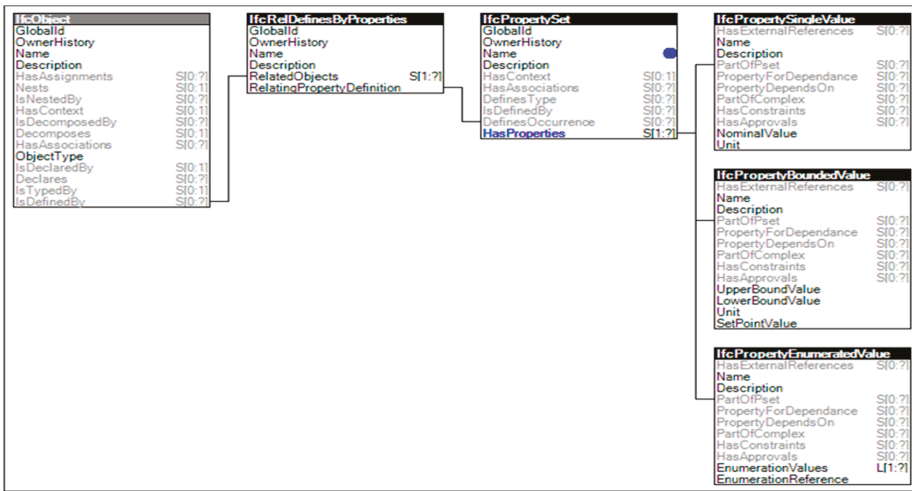 IfcObject
GlobalId
OwnerHistory
Name
Description
HasAssignments S[0:?]
Nests S[0:1]
IsNestedBy S[0:?]
HasContext S[0:1]
IsDecomposedBy S[0:?]
Decomposes S[0:1]
HasAssociations S[0:?]
ObjectType
IsDeclaredBy S[0:1]
Declares S[0:?]
IsTypedBy S[0:1]
IsDefinedBy S[0:?]
IfcRelDefinesByProperties
GlobalId
OwnerHistory
Name
Description
RelatedObjects S[1:?]
RelatingPropertyDefinition
IfcPropertySet
GlobalId
OwnerHistory
Name
Description
HasContext S[0:1]
HasAssociations S[0:?]
DefinesType S[0:?]
IsDefinedBy S[0:?]
DefinesOccurrence S[0:?]
HasProperties S[1:?]
IfcPropertySingleValue
HasExternalReferences S[0:?]
Name
Description
PartOfPset S[0:?]
PropertyForDependance S[0:?]
PropertyDependsOn S[0:?]
PartOfComplex S[0:?]
HasConstraints S[0:?]
HasApprovals S[0:?]
NominalValue
Unit
IfcPropertyBoundedValue
HasExternalReferences S[0:?]
Name
Description
PartOfPset S[0:?]
PropertyForDependance S[0:?]
PropertyDependsOn S[0:?]
PartOfComplex S[0:?]
HasConstraints S[0:?]
HasApprovals S[0:?]
UpperBoundValue
LowerBoundValue
Unit
SetPointValue
IfcPropertyEnumeratedValue
HasExternalReferences S[0:?]
Name
Description
PartOfPset S[0:?]
PropertyForDependance S[0:?]
PropertyDependsOn S[0:?]
PartOfComplex S[0:?]
HasConstraints S[0:?]
HasApprovals S[0:?]
EnumerationValues L[1:?]
EnumerationReference